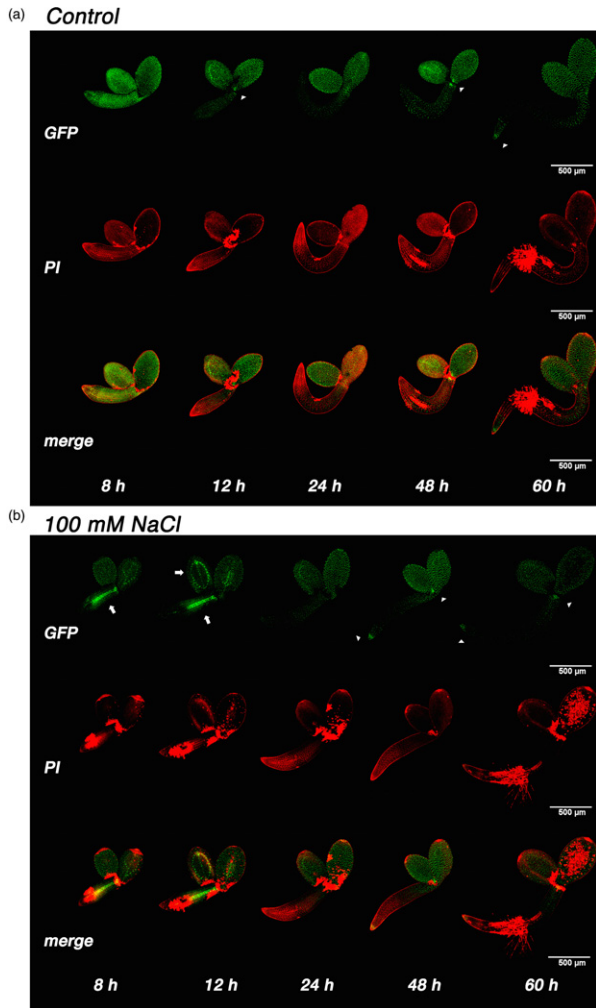 (a) Control
GFP
500 µm
PI
500 µm
merge
500 µm
8 h 12 h 24 h 48 h 60 h
(b) 100 mM NaCl
GFP
500 µm
PI
500 µm
merge
500 µm
8 h 12 h 24 h 48 h 60 h